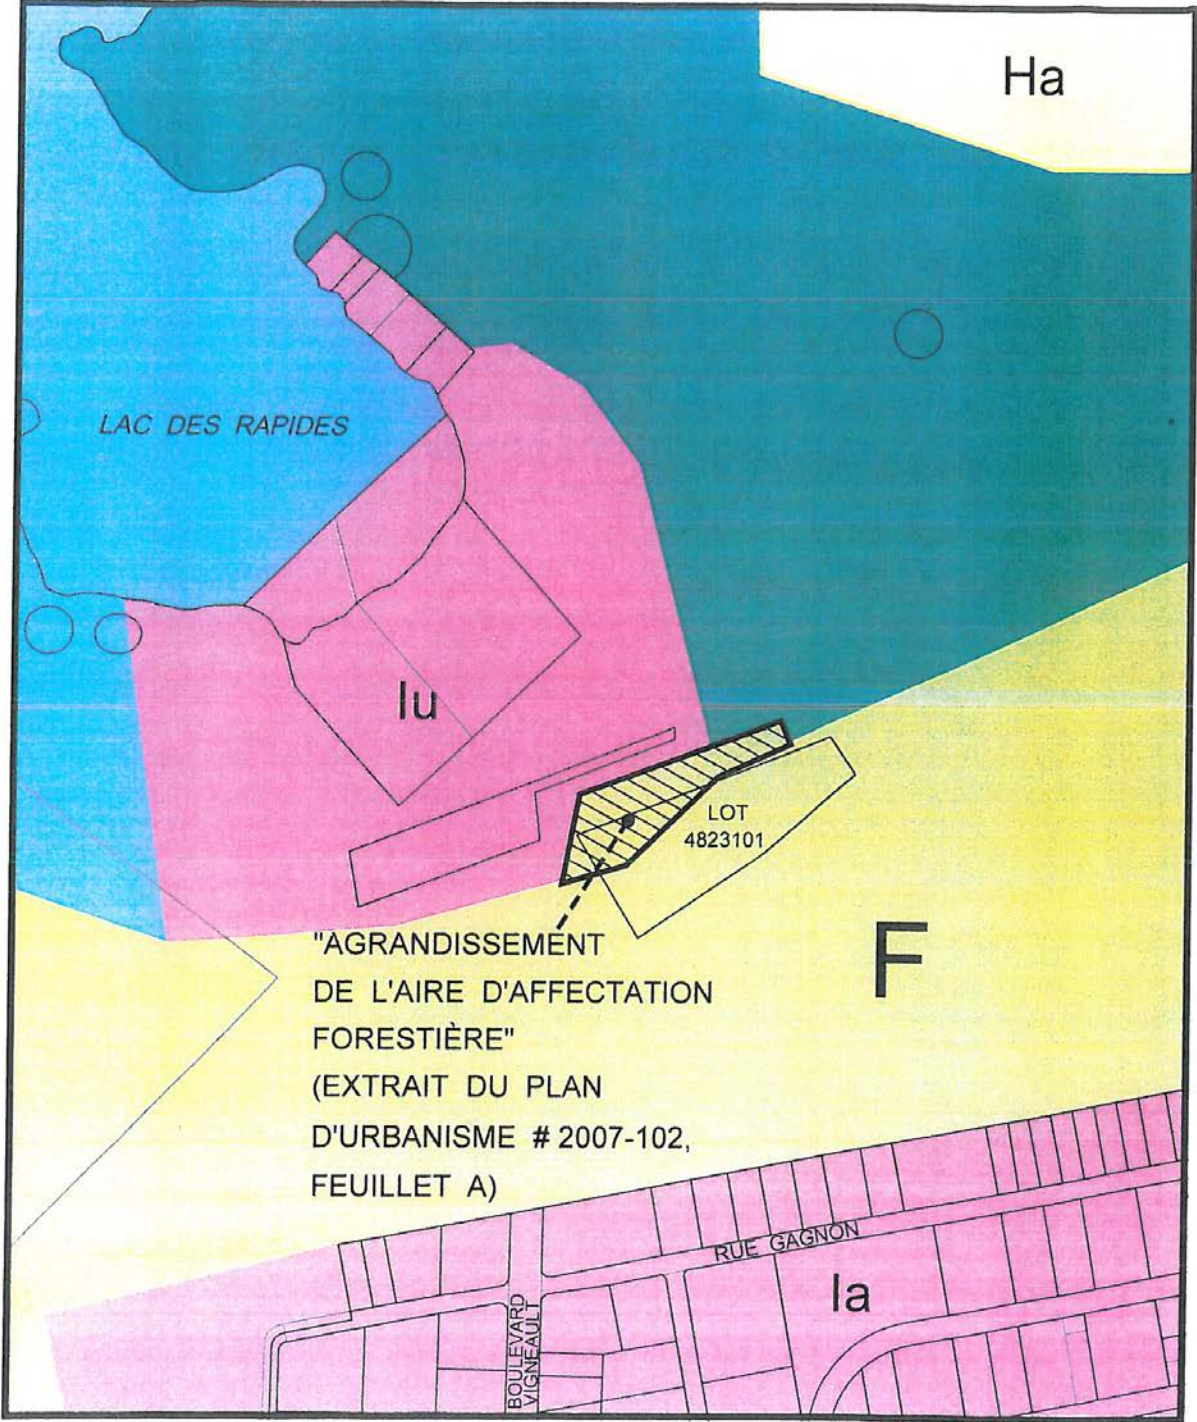 Ha
LAC DES RAPIDES
Iu
LOT
4823101
F
"AGRANDISSEMENT
DE L'AIRE D'AFFECTATION
FORESTIÈRE"
(EXTRAIT DU PLAN
D'URBANISME # 2007-102,
FEUILLET A)
RUE GAGNON
Ia
BOULEVARD
VIGNEAULT